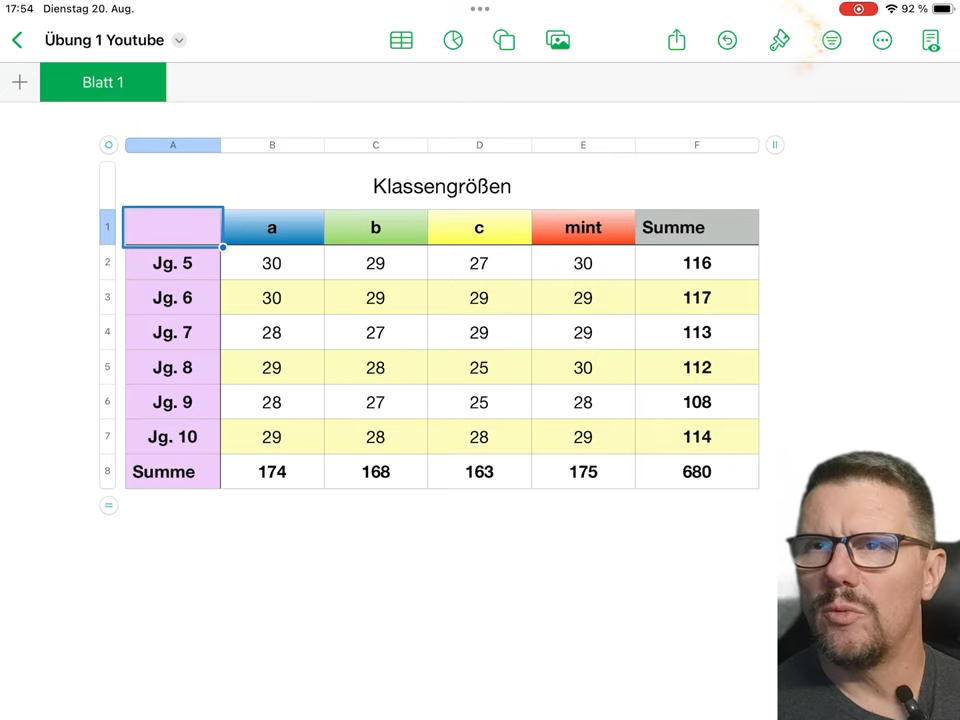 17:54 Dienstag 20. Aug. 92 %
Übung 1 Youtube
Blatt 1
A B C D E F
Klassengrößen
1 a b c mint Summe
2 Jg. 5 30 29 27 30 116
3 Jg. 6 30 29 29 29 117
4 Jg. 7 28 27 29 29 113
5 Jg. 8 29 28 25 30 112
6 Jg. 9 28 27 25 28 108
7 Jg. 10 29 28 28 29 114
8 Summe 174 168 163 175 680